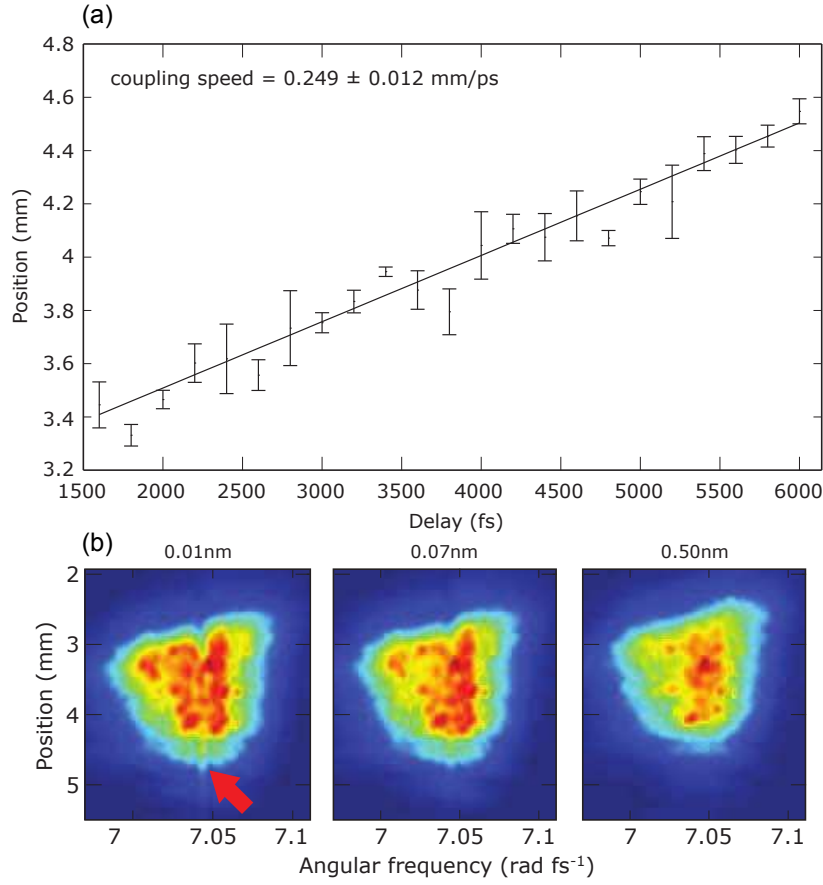 (a)
4.8
coupling speed = 0.249 ± 0.012 mm/ps
4.6
4.4
4.2
4
3.8
3.6
3.4
3.2
Position (mm)
1500 2000 2500 3000 3500 4000 4500 5000 5500 6000
Delay (fs)
(b)
0.01nm 0.07nm 0.50nm
2
3
4
5
Position (mm)
7 7.05 7.1 7 7.05 7.1 7 7.05 7.1
Angular frequency (rad fs⁻¹)